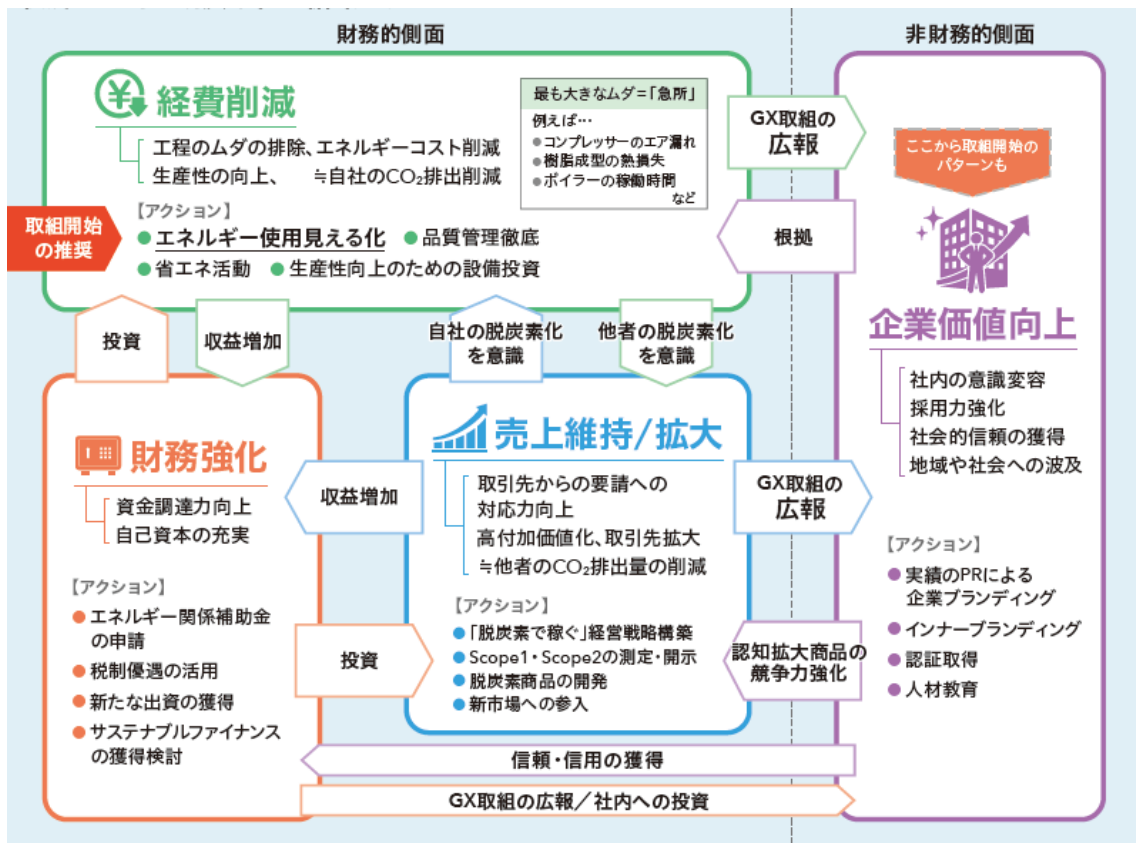 財務的側面
非財務的側面
経費削減
工程のムダの排除、エネルギーコスト削減
生産性の向上、 ≒自社のCO₂排出削減
【アクション】
●エネルギー使用見える化 ●品質管理徹底
●省エネ活動 ●生産性向上のための設備投資
最も大きなムダ=「急所」
例えば…
●コンプレッサーのエア漏れ
●樹脂成型の熱損失
●ボイラーの稼働時間
など
取組開始
の推奨
GX取組の
広報
根拠
ここから取組開始の
パターンも
企業価値向上
社内の意識変容
採用力強化
社会的信頼の獲得
地域や社会への波及
【アクション】
●実績のPRによる
企業ブランディング
●インナーブランディング
●認証取得
●人材教育
投資
収益増加
自社の脱炭素化
を意識
他者の脱炭素化
を意識
財務強化
資金調達力向上
自己資本の充実
【アクション】
●エネルギー関係補助金
の申請
●税制優遇の活用
●新たな出資の獲得
●サステナブルファイナンス
の獲得検討
収益増加
投資
売上維持/拡大
取引先からの要請への
対応力向上
高付加価値化、取引先拡大
≒他者のCO₂排出量の削減
【アクション】
●「脱炭素で稼ぐ」経営戦略構築
●Scope1・Scope2の測定・開示
●脱炭素商品の開発
●新市場への参入
GX取組の
広報
認知拡大商品の
競争力強化
信頼・信用の獲得
GX取組の広報／社内への投資